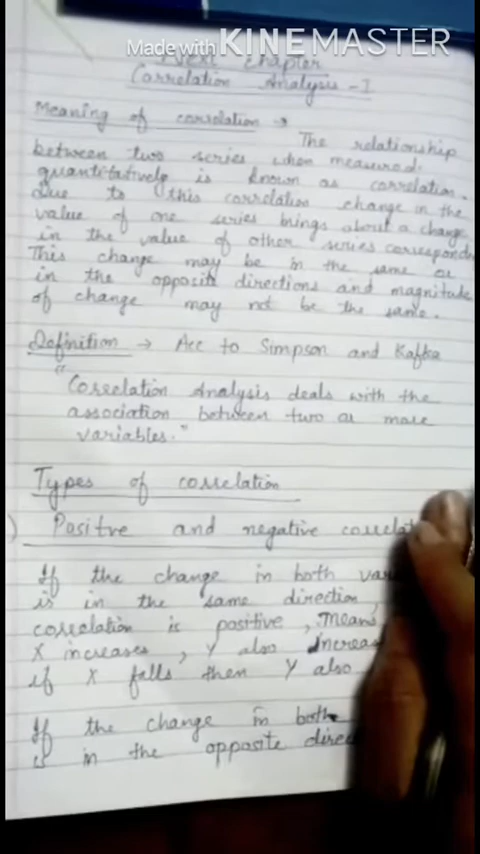 Made with KINEMASTER
Next Chapter
Correlation Analysis - I
Meaning of correlation →
The relationship
between two series when measured
quantitatively is known as correlation.
Due to this correlation change in the
value of one series brings about a change
in the value of other series correspond
This change may be in the same or
in the opposite directions and magnitude
of change may not be the same.
Definition → Acc to Simpson and Kafka
"Correlation Analysis deals with the
association between two or more
variables."
Types of correlation
) Positive and negative correlat
If the change in both var
is in the same direction,
correlation is positive, Means
X increases, Y also increas
if X falls then Y also
If the change in both
is in the opposite direc